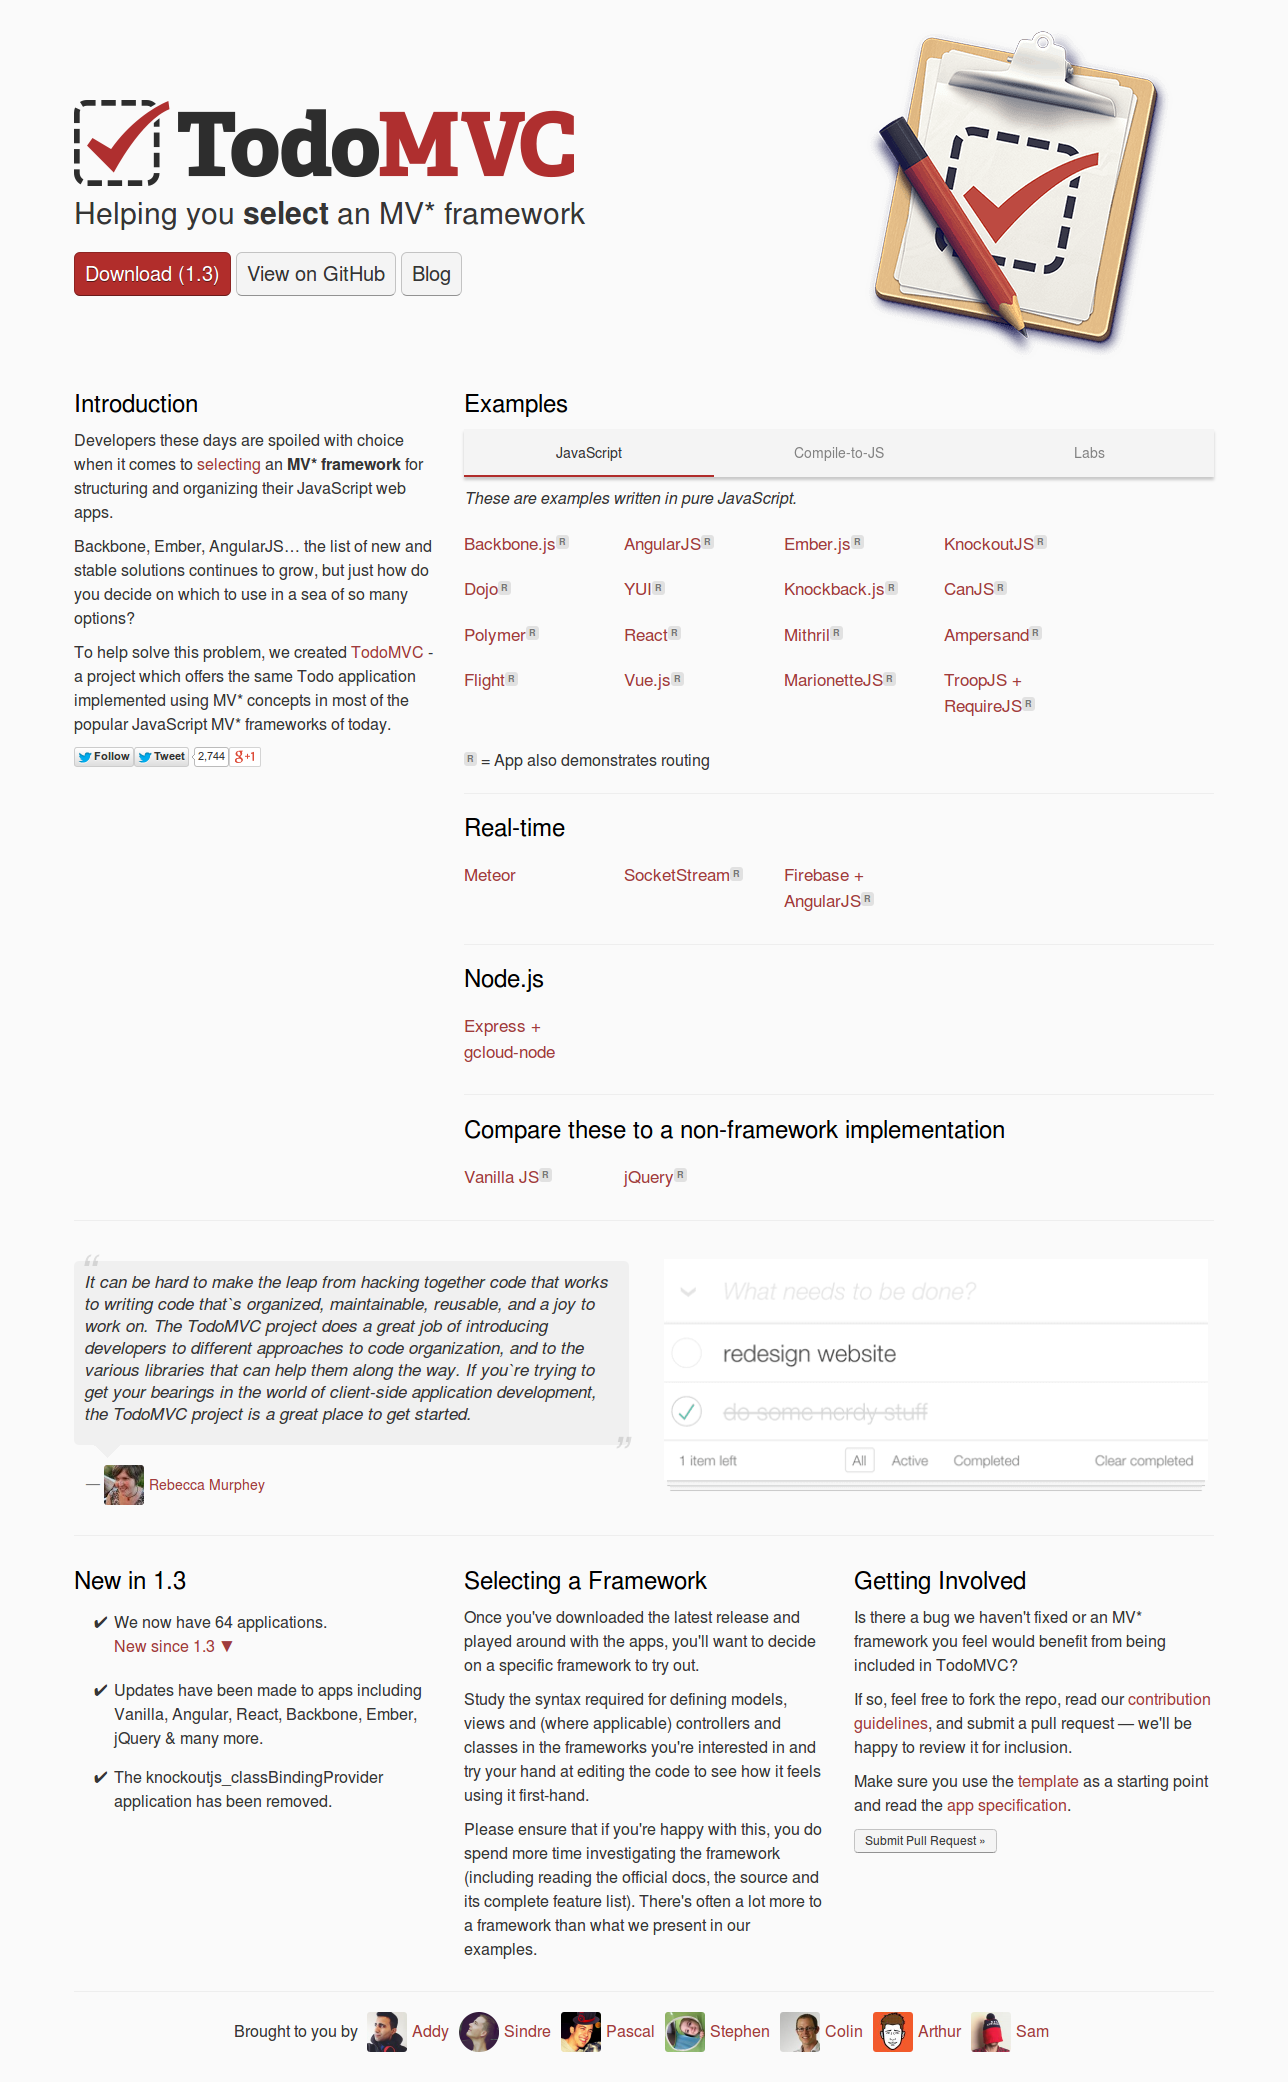 TodoMVC
Helping you select an MV* framework
Download (1.3) View on GitHub Blog
Introduction
Developers these days are spoiled with choice
when it comes to selecting an MV* framework for
structuring and organizing their JavaScript web
apps.
Backbone, Ember, AngularJS… the list of new and
stable solutions continues to grow, but just how do
you decide on which to use in a sea of so many
options?
To help solve this problem, we created TodoMVC -
a project which offers the same Todo application
implemented using MV* concepts in most of the
popular JavaScript MV* frameworks of today.
Follow Tweet 2,744 g+1
Examples
JavaScript Compile-to-JS Labs
These are examples written in pure JavaScript.
Backbone.js R AngularJS R Ember.js R KnockoutJS R
Dojo R YUI R Knockback.js R CanJS R
Polymer R React R Mithril R Ampersand R
Flight R Vue.js R MarionetteJS R TroopJS +
RequireJS R
R = App also demonstrates routing
Real-time
Meteor SocketStream R Firebase +
AngularJS R
Node.js
Express +
gcloud-node
Compare these to a non-framework implementation
Vanilla JS R jQuery R
“
It can be hard to make the leap from hacking together code that works
to writing code that`s organized, maintainable, reusable, and a joy to
work on. The TodoMVC project does a great job of introducing
developers to different approaches to code organization, and to the
various libraries that can help them along the way. If you`re trying to
get your bearings in the world of client-side application development,
the TodoMVC project is a great place to get started.
”
— Rebecca Murphey
What needs to be done?
redesign website
do some nerdy stuff
1 item left All Active Completed Clear completed
New in 1.3
✔ We now have 64 applications.
New since 1.3 ▼
✔ Updates have been made to apps including
Vanilla, Angular, React, Backbone, Ember,
jQuery & many more.
✔ The knockoutjs_classBindingProvider
application has been removed.
Selecting a Framework
Once you've downloaded the latest release and
played around with the apps, you'll want to decide
on a specific framework to try out.
Study the syntax required for defining models,
views and (where applicable) controllers and
classes in the frameworks you're interested in and
try your hand at editing the code to see how it feels
using it first-hand.
Please ensure that if you're happy with this, you do
spend more time investigating the framework
(including reading the official docs, the source and
its complete feature list). There's often a lot more to
a framework than what we present in our
examples.
Getting Involved
Is there a bug we haven't fixed or an MV*
framework you feel would benefit from being
included in TodoMVC?
If so, feel free to fork the repo, read our contribution
guidelines, and submit a pull request — we'll be
happy to review it for inclusion.
Make sure you use the template as a starting point
and read the app specification.
Submit Pull Request »
Brought to you by Addy Sindre Pascal Stephen Colin Arthur Sam